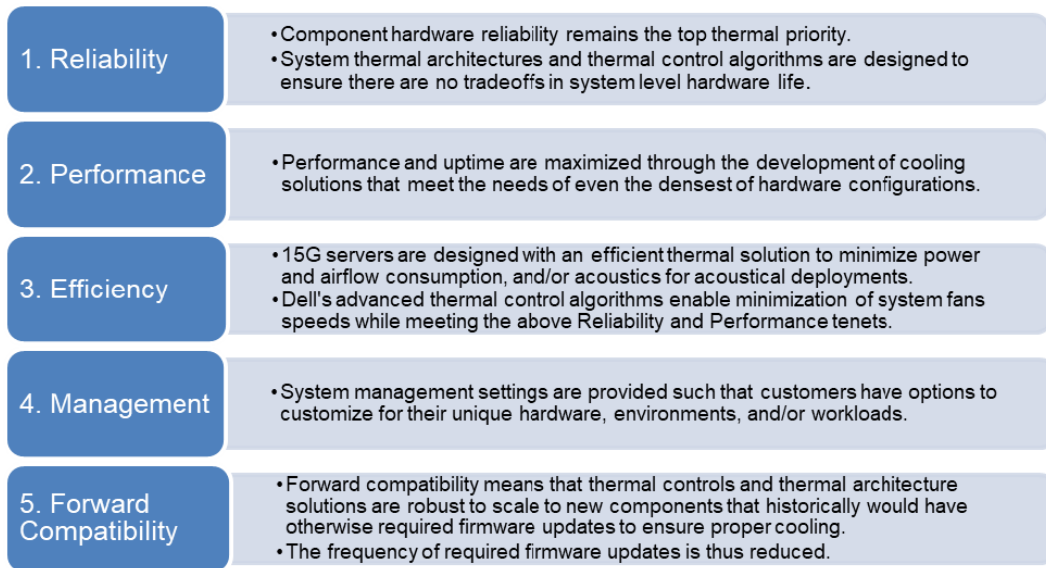 1. Reliability
•Component hardware reliability remains the top thermal priority.
•System thermal architectures and thermal control algorithms are designed to
ensure there are no tradeoffs in system level hardware life.
2. Performance
•Performance and uptime are maximized through the development of cooling
solutions that meet the needs of even the densest of hardware configurations.
3. Efficiency
•15G servers are designed with an efficient thermal solution to minimize power
and airflow consumption, and/or acoustics for acoustical deployments.
•Dell's advanced thermal control algorithms enable minimization of system fans
speeds while meeting the above Reliability and Performance tenets.
4. Management
•System management settings are provided such that customers have options to
customize for their unique hardware, environments, and/or workloads.
5. Forward
Compatibility
•Forward compatibility means that thermal controls and thermal architecture
solutions are robust to scale to new components that historically would have
otherwise required firmware updates to ensure proper cooling.
•The frequency of required firmware updates is thus reduced.